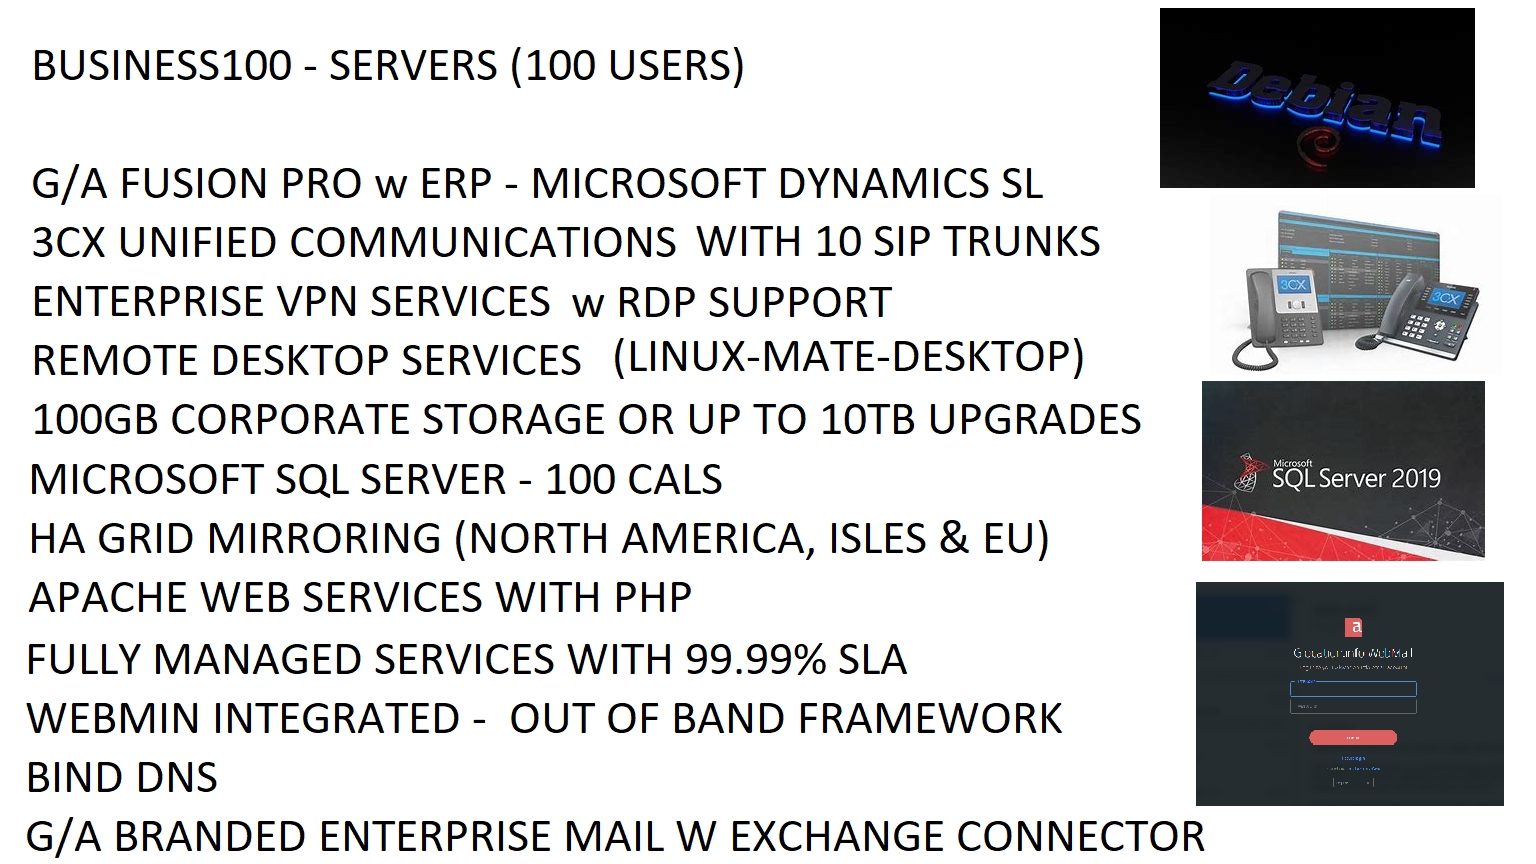 BUSINESS100 - SERVERS (100 USERS)
G/A FUSION PRO w ERP - MICROSOFT DYNAMICS SL
3CX UNIFIED COMMUNICATIONS WITH 10 SIP TRUNKS
ENTERPRISE VPN SERVICES w RDP SUPPORT
REMOTE DESKTOP SERVICES (LINUX-MATE-DESKTOP)
100GB CORPORATE STORAGE OR UP TO 10TB UPGRADES
MICROSOFT SQL SERVER - 100 CALS
HA GRID MIRRORING (NORTH AMERICA, ISLES & EU)
APACHE WEB SERVICES WITH PHP
FULLY MANAGED SERVICES WITH 99.99% SLA
WEBMIN INTEGRATED - OUT OF BAND FRAMEWORK
BIND DNS
G/A BRANDED ENTERPRISE MAIL W EXCHANGE CONNECTOR
Debian
3CX
3CX
Microsoft
SQL Server 2019
a
WebMail